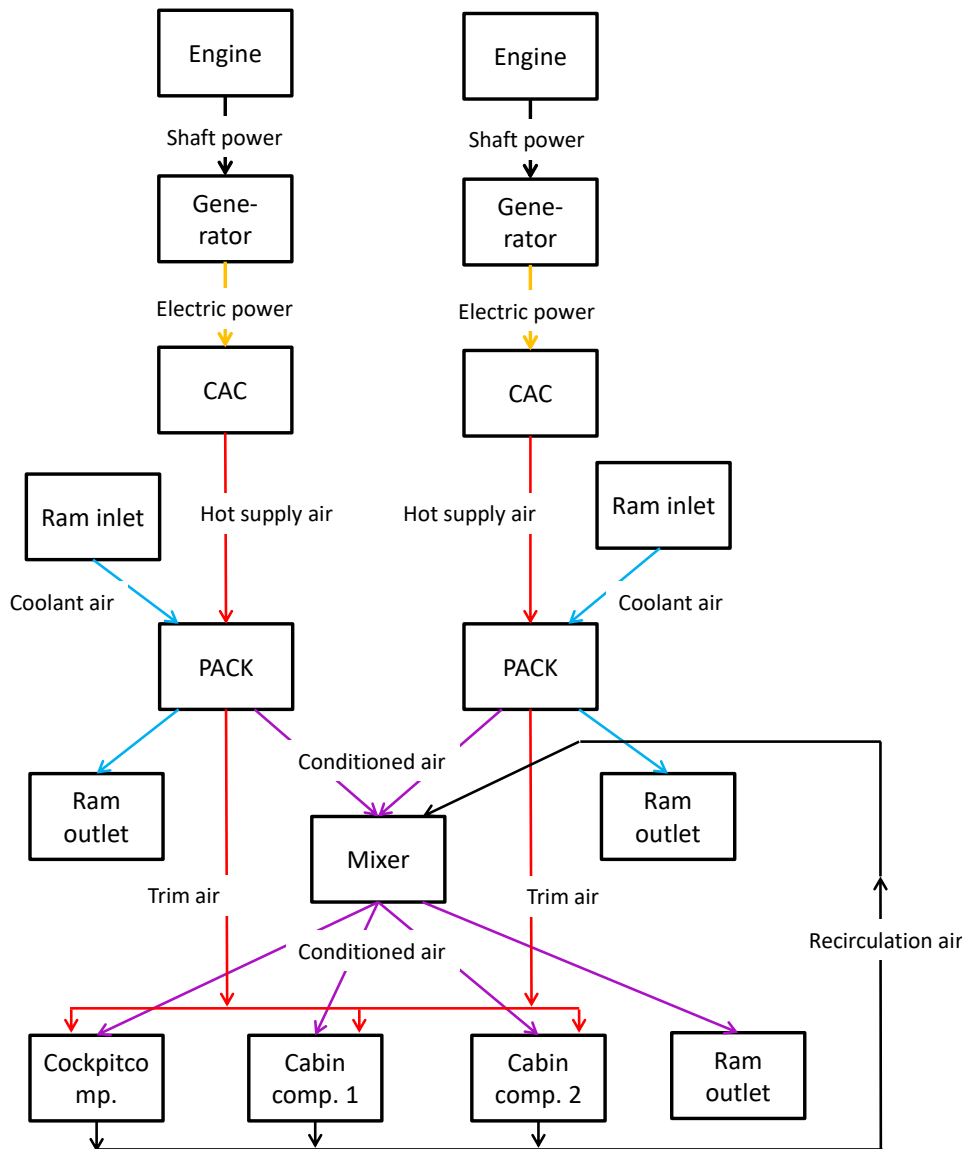 Engine
Engine
Shaft power
Shaft power
Gene-
rator
Gene-
rator
Electric power
Electric power
CAC
CAC
Ram inlet
Hot supply air
Hot supply air
Ram inlet
Coolant air
Coolant air
PACK
PACK
Conditioned air
Ram
outlet
Ram
outlet
Mixer
Trim air
Trim air
Conditioned air
Recirculation air
Cockpitco
mp.
Cabin
comp. 1
Cabin
comp. 2
Ram
outlet